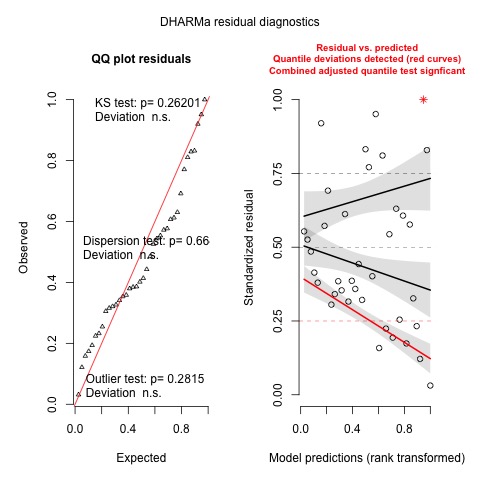 DHARMa residual diagnostics
QQ plot residuals
KS test: p= 0.26201
Deviation n.s.
Dispersion test: p= 0.66
Deviation n.s.
Outlier test: p= 0.2815
Deviation n.s.
Observed
0.0
0.2
0.4
0.6
0.8
1.0
0.0
0.4
0.8
Expected
Residual vs. predicted
Quantile deviations detected (red curves)
Combined adjusted quantile test signficant
Standardized residual
0.00
0.25
0.50
0.75
1.00
0.0
0.4
0.8
Model predictions (rank transformed)